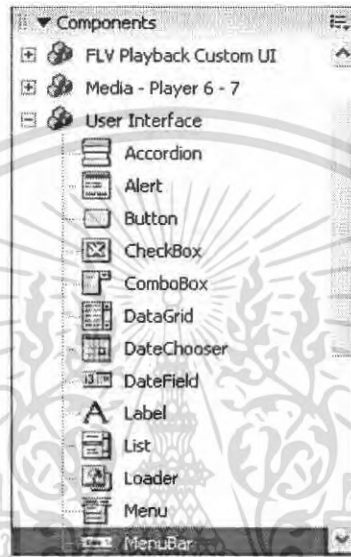 Components
FLV Playback Custom UI
Media - Player 6 - 7
User Interface
Accordion
Alert
Button
CheckBox
ComboBox
DataGrid
DateChooser
DateField
Label
List
Loader
Menu
MenuBar